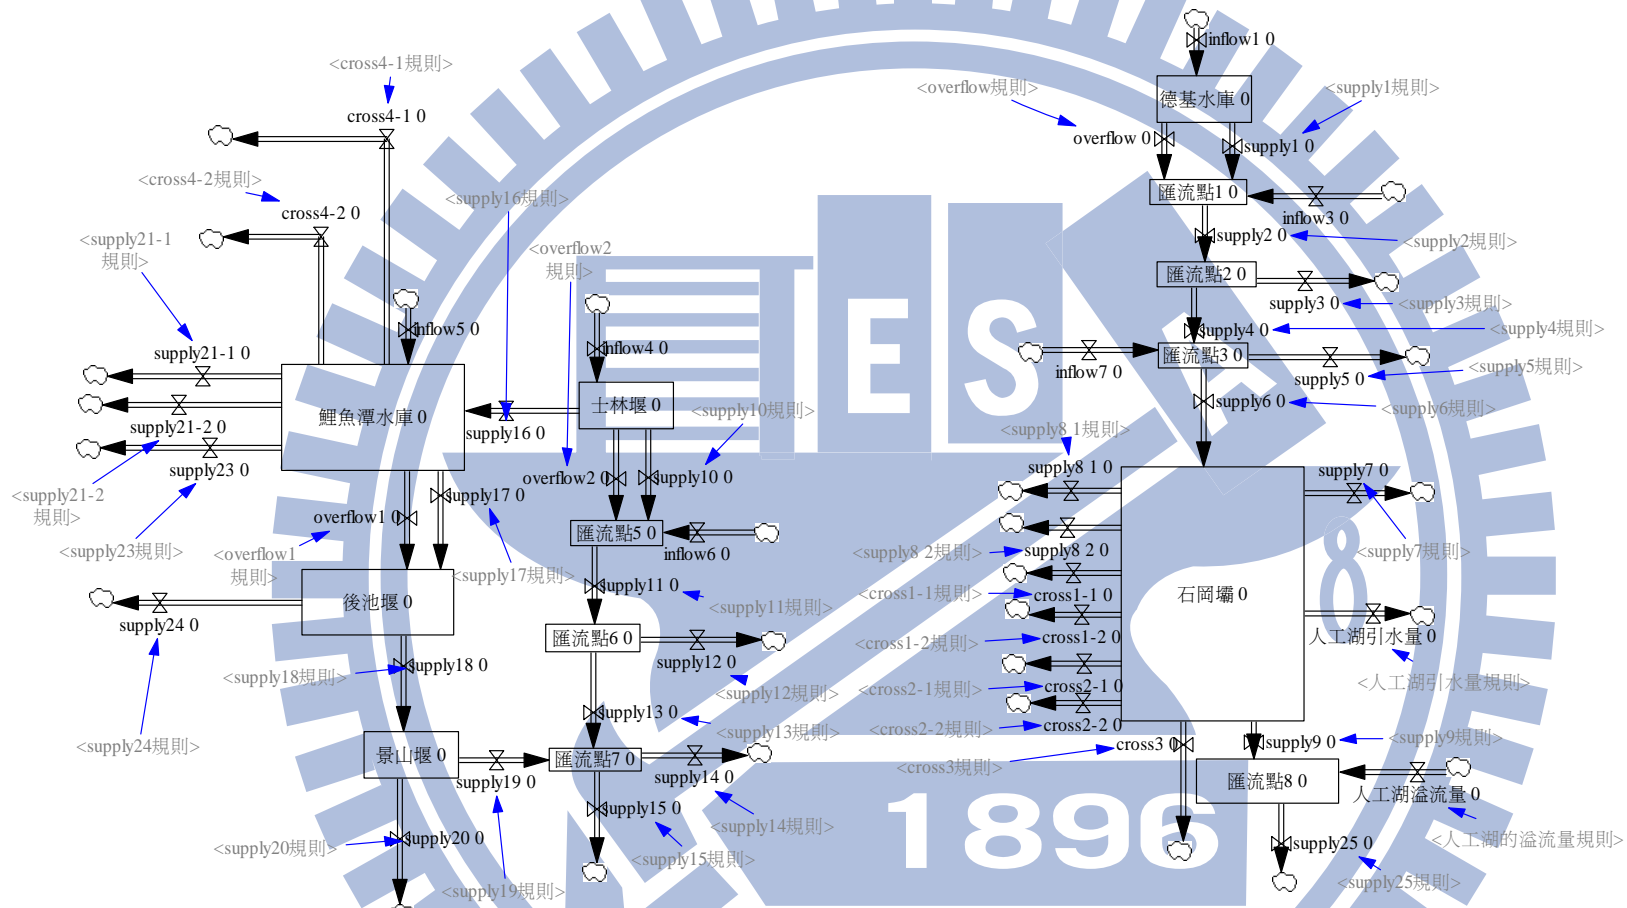 inflow1 0
<cross4-1規則>
<overflow規則>
德基水庫 0
<supply1規則>
cross4-1 0
overflow 0
supply1 0
<cross4-2規則>
<supply16規則>
匯流點1 0
inflow3 0
cross4-2 0
<supply21-1
規則>
<overflow2
規則>
supply2 0
<supply2規則>
匯流點2 0
supply3 0
<supply3規則>
inflow5 0
inflow4 0
supply4 0
<supply4規則>
supply21-1 0
匯流點3 0
inflow7 0
supply5 0
<supply5規則>
鯉魚潭水庫 0
士林堰 0
<supply10規則>
supply6 0
<supply6規則>
supply21-2 0
supply16 0
<supply8 1規則>
supply23 0
supply8 1 0
supply7 0
<supply21-2
規則>
supply17 0
overflow2 0
supply10 0
overflow1 0
<supply23規則>
<overflow1
規則>
匯流點5 0
inflow6 0
<supply8 2規則>
supply8 2 0
<supply7規則>
<supply17規則>
後池堰 0
supply11 0
<supply11規則>
<cross1-1規則>
cross1-1 0
石岡壩 0
supply24 0
匯流點6 0
<cross1-2規則>
cross1-2 0
人工湖引水量 0
supply18 0
<supply18規則>
supply12 0
<supply12規則>
<cross2-1規則>
cross2-1 0
<人工湖引水量規則>
supply13 0
<supply13規則>
<cross2-2規則>
cross2-2 0
<supply24規則>
景山堰 0
匯流點7 0
cross3 0
supply9 0
<supply9規則>
<cross3規則>
supply19 0
supply14 0
匯流點8 0
人工湖溢流量 0
supply15 0
<supply14規則>
supply20 0
<supply20規則>
supply25 0
<人工湖的溢流量規則>
<supply15規則>
<supply19規則>
<supply25規則>
ES
A
8
1896